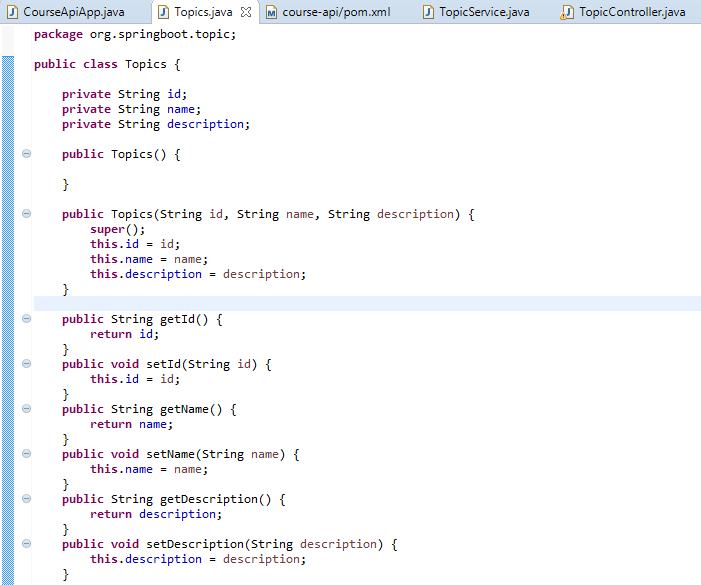 CourseApiApp.java Topics.java course-api/pom.xml TopicService.java TopicController.java
package org.springboot.topic;
public class Topics {
private String id;
private String name;
private String description;
public Topics() {
}
public Topics(String id, String name, String description) {
super();
this.id = id;
this.name = name;
this.description = description;
}
public String getId() {
return id;
}
public void setId(String id) {
this.id = id;
}
public String getName() {
return name;
}
public void setName(String name) {
this.name = name;
}
public String getDescription() {
return description;
}
public void setDescription(String description) {
this.description = description;
}